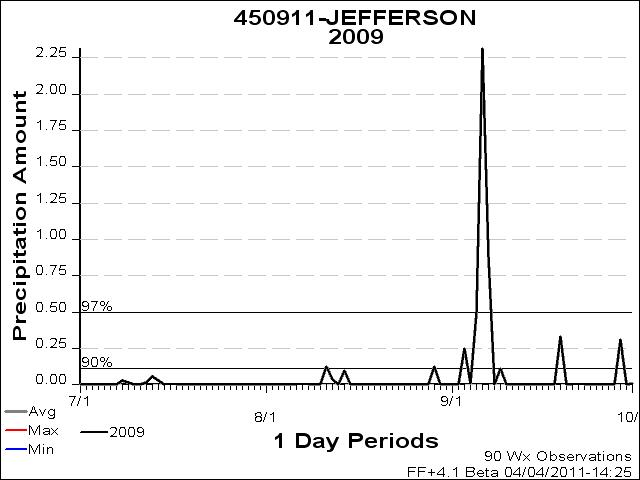 450911-JEFFERSON
2009
Precipitation Amount
2.25
2.00
1.75
1.50
1.25
1.00
0.75
0.50
0.25
0.00
97%
90%
7/1
8/1
9/1
10/
1 Day Periods
Avg
Max
Min
2009
90 Wx Observations
FF+4.1 Beta 04/04/2011-14:25